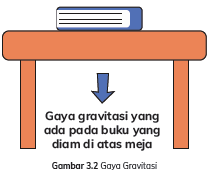 Gaya gravitasi yang
ada pada buku yang
diam di atas meja
Gambar 3.2 Gaya Gravitasi